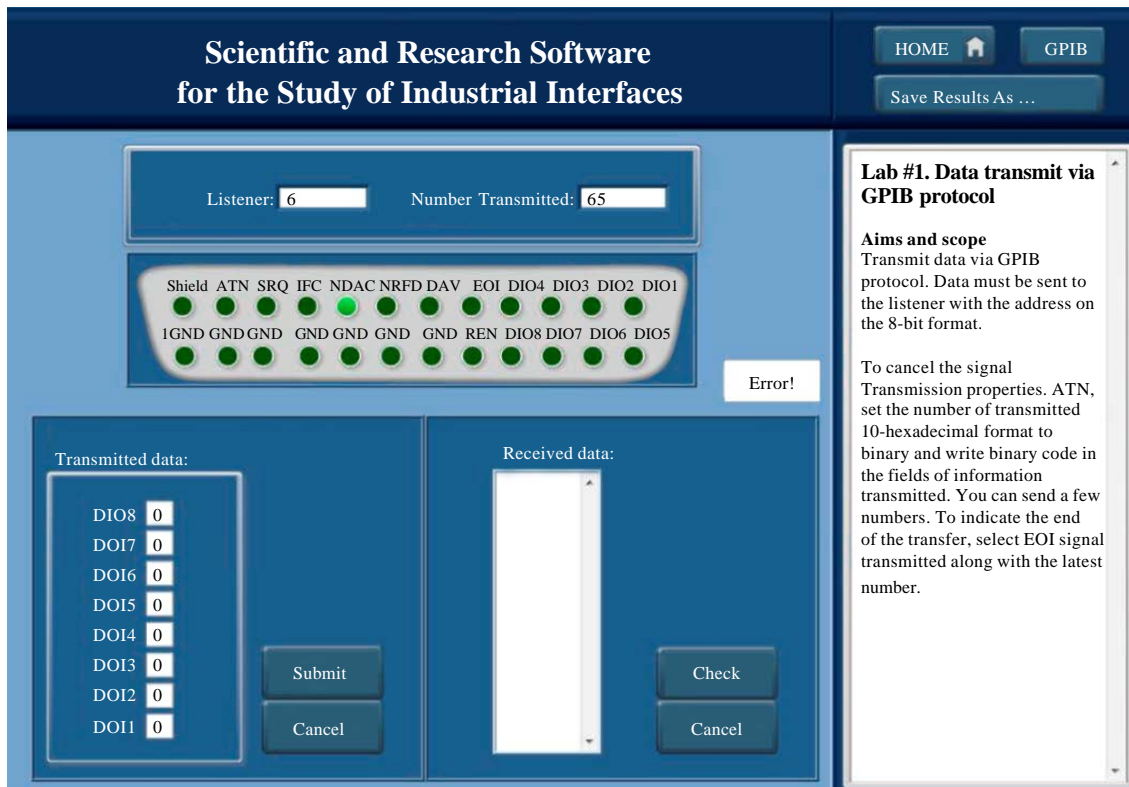 Scientific and Research Software
for the Study of Industrial Interfaces
HOME GPIB
Save Results As …
Listener: 6 Number Transmitted: 65
Shield ATN SRQ IFC NDAC NRFD DAV EOI DIO4 DIO3 DIO2 DIO1
1GND GND GND GND GND GND GND REN DIO8 DIO7 DIO6 DIO5
Error!
Transmitted data:
DIO8 0
DOI7 0
DOI6 0
DOI5 0
DOI4 0
DOI3 0
DOI2 0
DOI1 0
Submit
Cancel
Received data:
Check
Cancel
Lab #1. Data transmit via
GPIB protocol
Aims and scope
Transmit data via GPIB
protocol. Data must be sent to
the listener with the address on
the 8-bit format.
To cancel the signal
Transmission properties. ATN,
set the number of transmitted
10-hexadecimal format to
binary and write binary code in
the fields of information
transmitted. You can send a few
numbers. To indicate the end
of the transfer, select EOI signal
transmitted along with the latest
number.